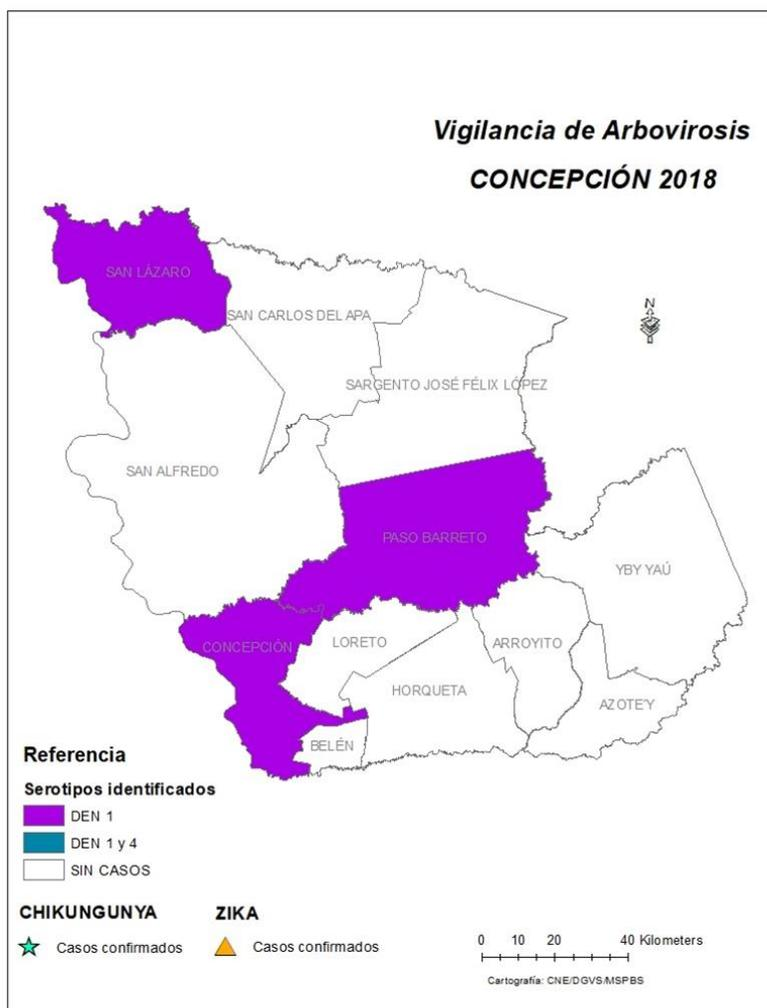 Vigilancia de Arbovirosis
CONCEPCIÓN 2018
SAN LÁZARO
SAN CARLOS DEL APA
N
SARGENTO JOSÉ FÉLIX LÓPEZ
SAN ALFREDO
PASO BARRETO
YBY YAÚ
CONCEPCIÓN
LORETO
ARROYITO
HORQUETA
AZOTE'Y
BELÉN
Referencia
Serotipos identificados
DEN 1
DEN 1 y 4
SIN CASOS
CHIKUNGUNYA
ZIKA
Casos confirmados
Casos confirmados
0 10 20 40 Kilometers
Cartografía: CNE/DGVS/MSPBS